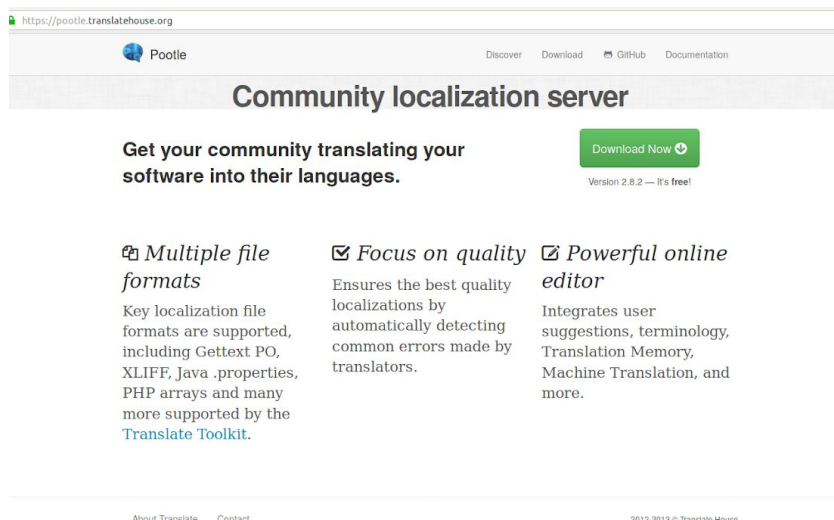 https://pootle.translatehouse.org
Pootle
Discover Download GitHub Documentation
Community localization server
Get your community translating your
software into their languages.
Download Now
Version 2.8.2 — It's free!
Multiple file
formats
Key localization file
formats are supported,
including Gettext PO,
XLIFF, Java .properties,
PHP arrays and many
more supported by the
Translate Toolkit.
Focus on quality
Ensures the best quality
localizations by
automatically detecting
common errors made by
translators.
Powerful online
editor
Integrates user
suggestions, terminology,
Translation Memory,
Machine Translation, and
more.
About Translate Contact
2012-2013 © Translate House